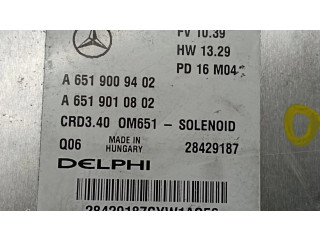 FV 10.39
HW 13.29
PD 16 M04
A 651 900 94 02
A 651 901 08 02
CRD3.40 OM651 - SOLENOID
Q06 MADE IN HUNGARY 28429187
DELPHI